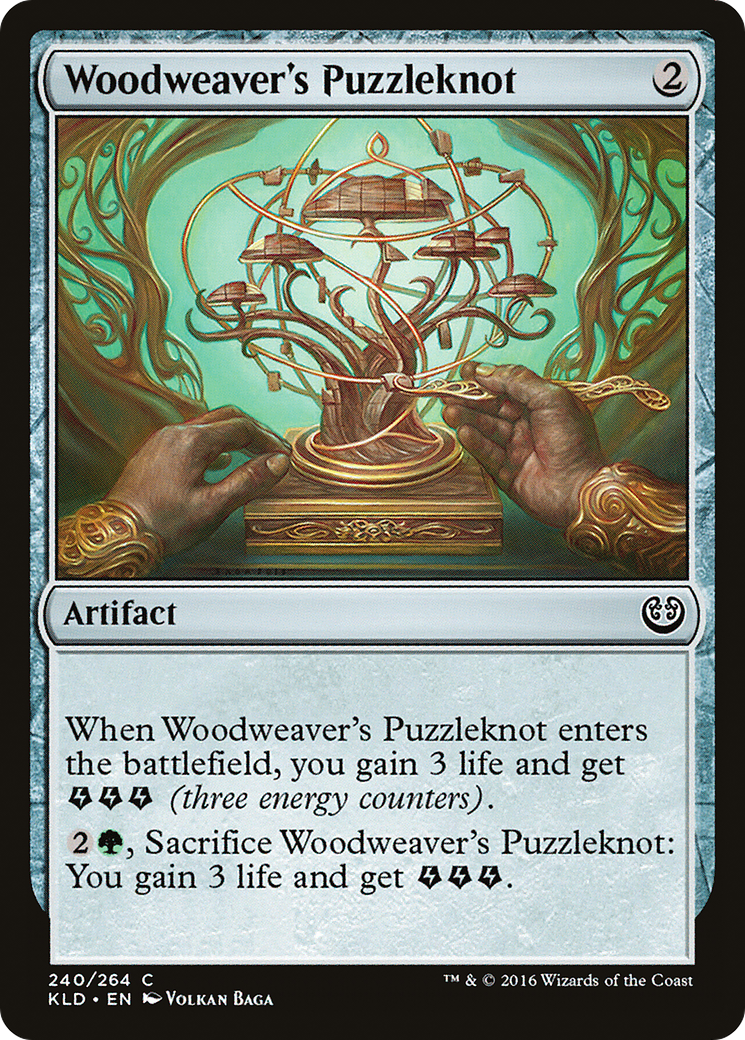 Woodweaver's Puzzleknot 2
Artifact
When Woodweaver's Puzzleknot enters
the battlefield, you gain 3 life and get
(three energy counters).
2, Sacrifice Woodweaver's Puzzleknot:
You gain 3 life and get .
240/264 C
™ & © 2016 Wizards of the Coast
KLD • EN Volkan Baga